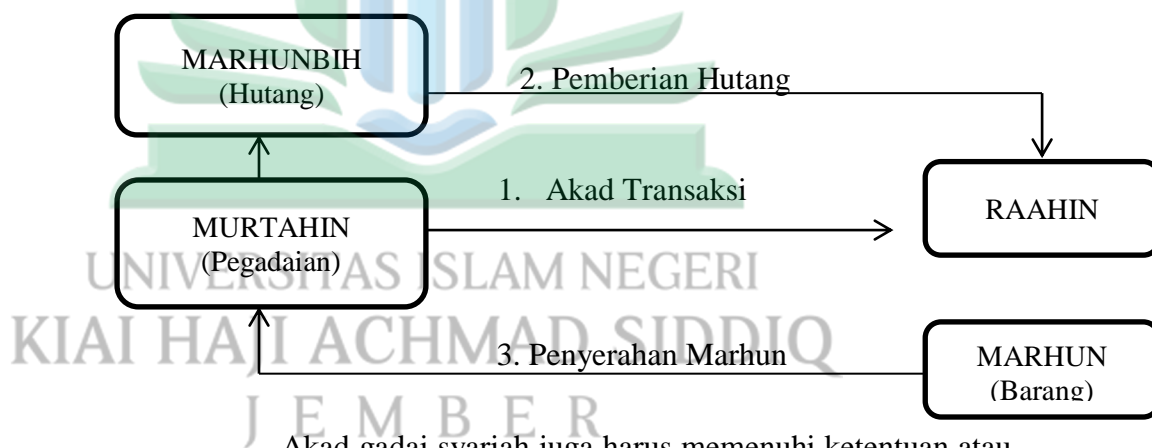 MARHUNBIH
(Hutang)
2. Pemberian Hutang
1. Akad Transaksi
RAAHIN
MURTAHIN
(Pegadaian)
UNIVERSITAS ISLAM NEGERI
KIAI HAJI ACHMAD SIDDIQ
3. Penyerahan Marhun
MARHUN
(Barang)
JEMBER
Akad gadai syariah juga harus memenuhi ketentuan atau